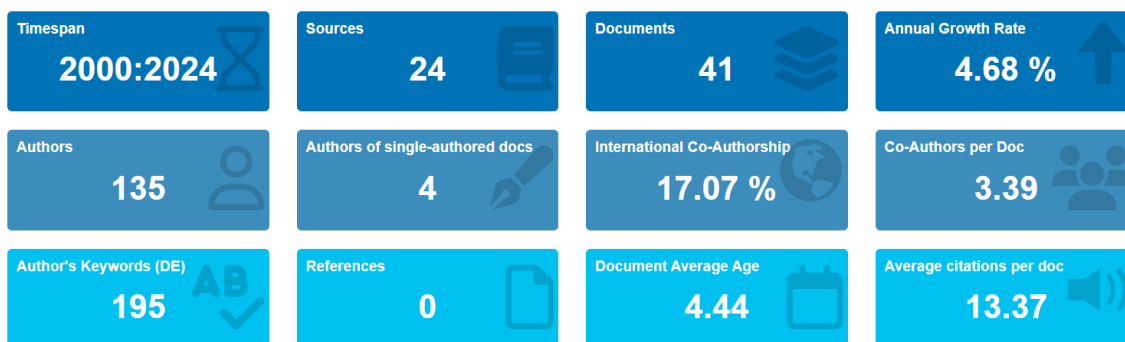 Timespan
2000:2024
Sources
24
Documents
41
Annual Growth Rate
4.68 %
Authors
135
Authors of single-authored docs
4
International Co-Authorship
17.07 %
Co-Authors per Doc
3.39
Author's Keywords (DE)
195
AB
References
0
Document Average Age
4.44
Average citations per doc
13.37